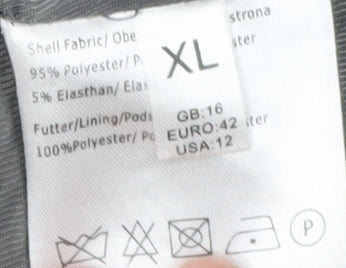 Shell Fabric/ Obe
strona
95% Polyester/ P
ster
5% Elasthan/ Elas
XL
GB:16
EURO:42
USA:12
Futter/Lining/Pods
ter
100%Polyester/ Po
P